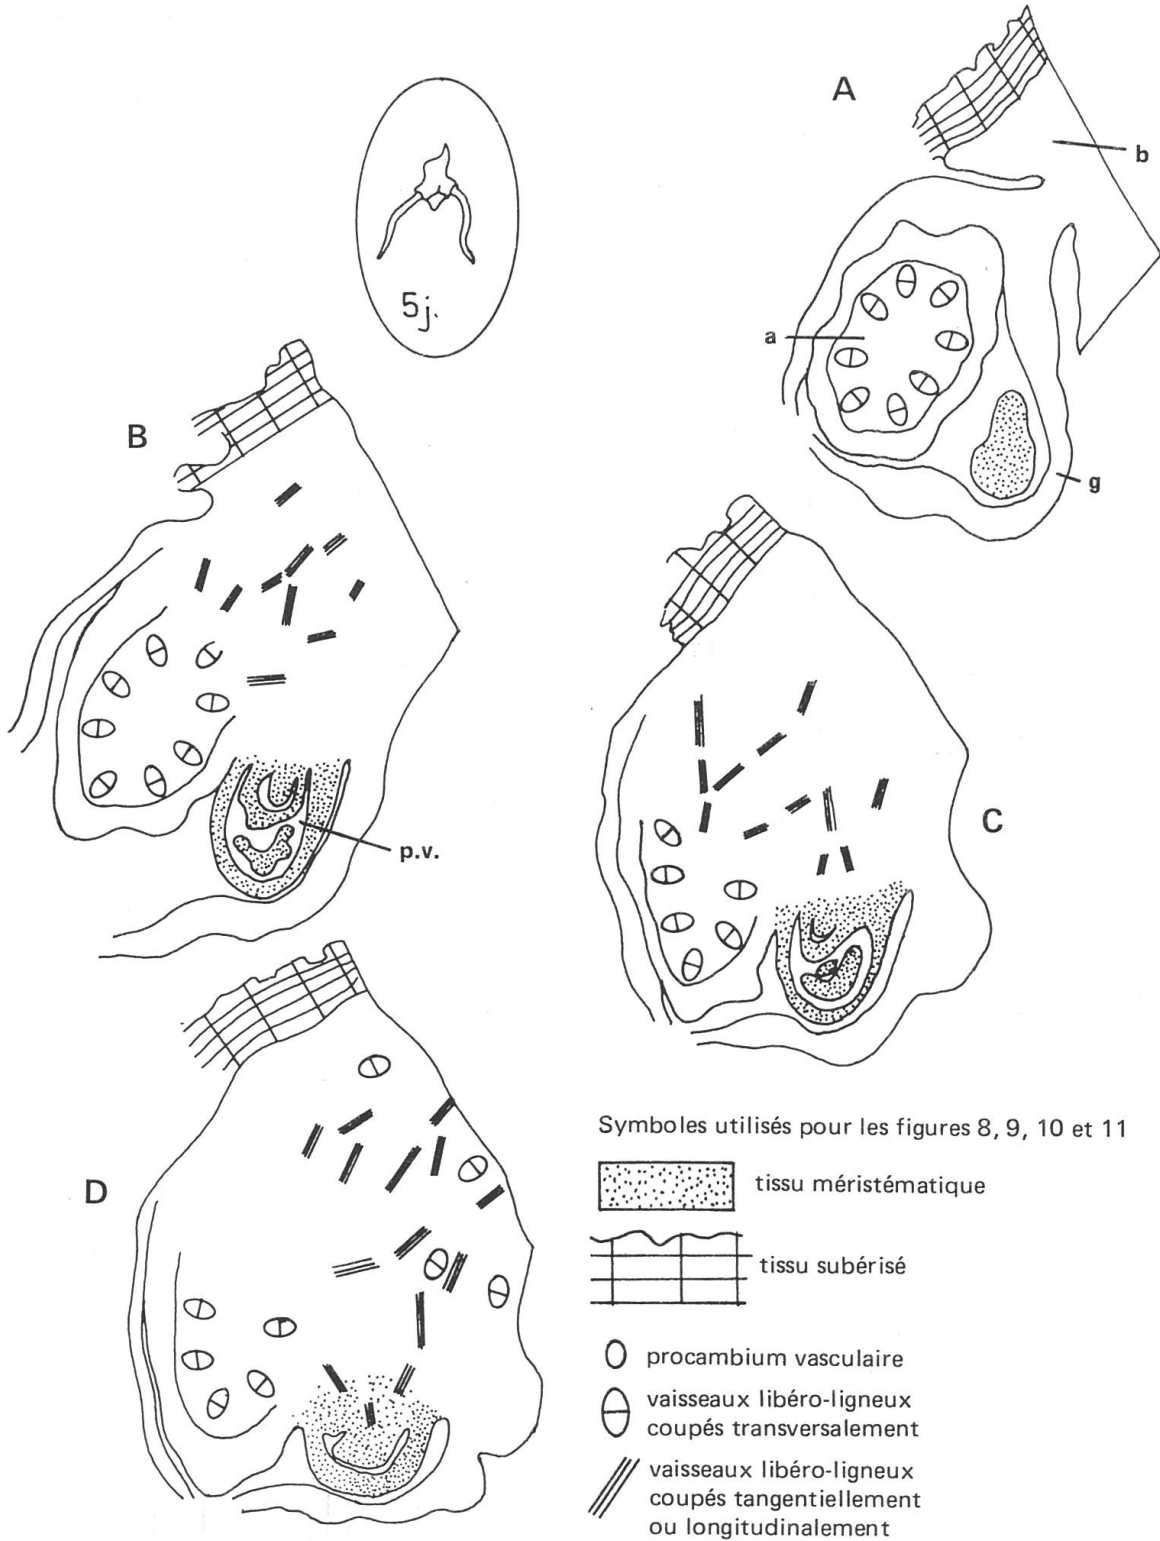 A
b
5j.
a
B
g
C
p.v.
D
Symboles utilisés pour les figures 8, 9, 10 et 11
tissu méristématique
tissu subérisé
procambium vasculaire
vaisseaux libéro-ligneux
coupés transversalement
vaisseaux libéro-ligneux
coupés tangentiellement
ou longitudinalement